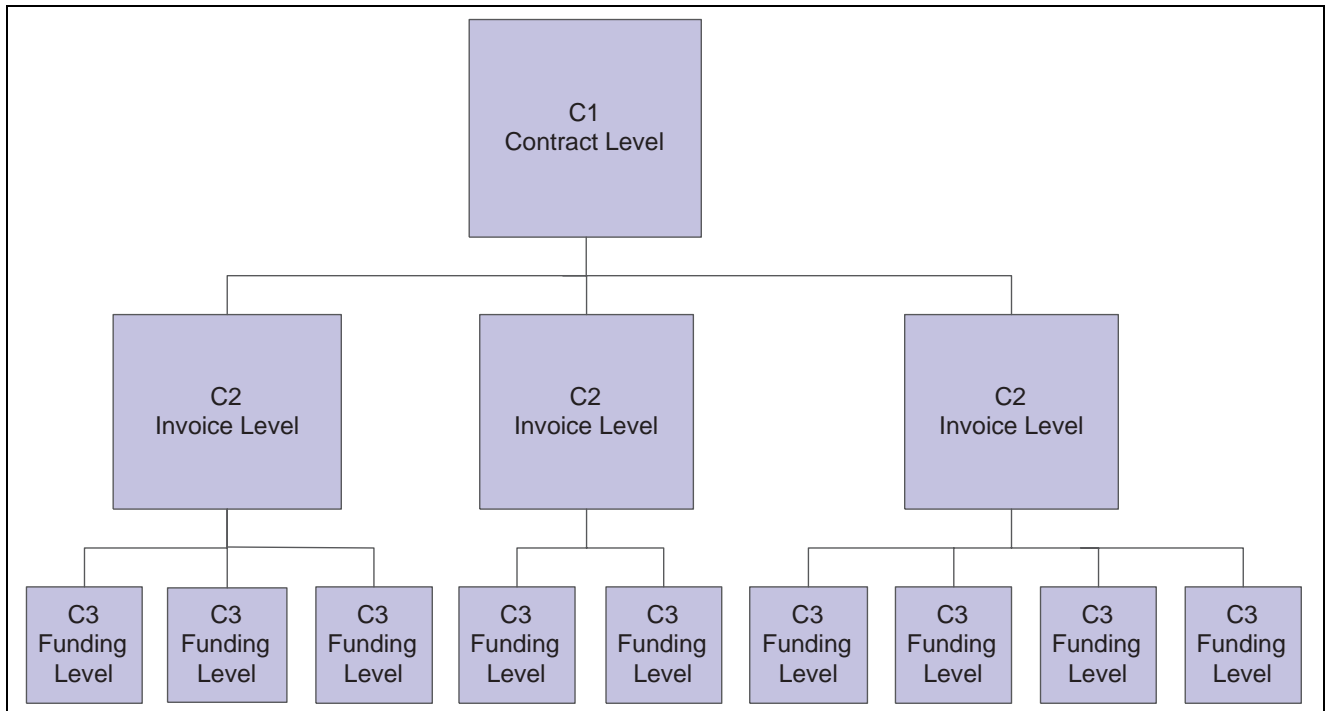 C1
Contract Level
C2
Invoice Level
C2
Invoice Level
C2
Invoice Level
C3
Funding
Level
C3
Funding
Level
C3
Funding
Level
C3
Funding
Level
C3
Funding
Level
C3
Funding
Level
C3
Funding
Level
C3
Funding
Level
C3
Funding
Level